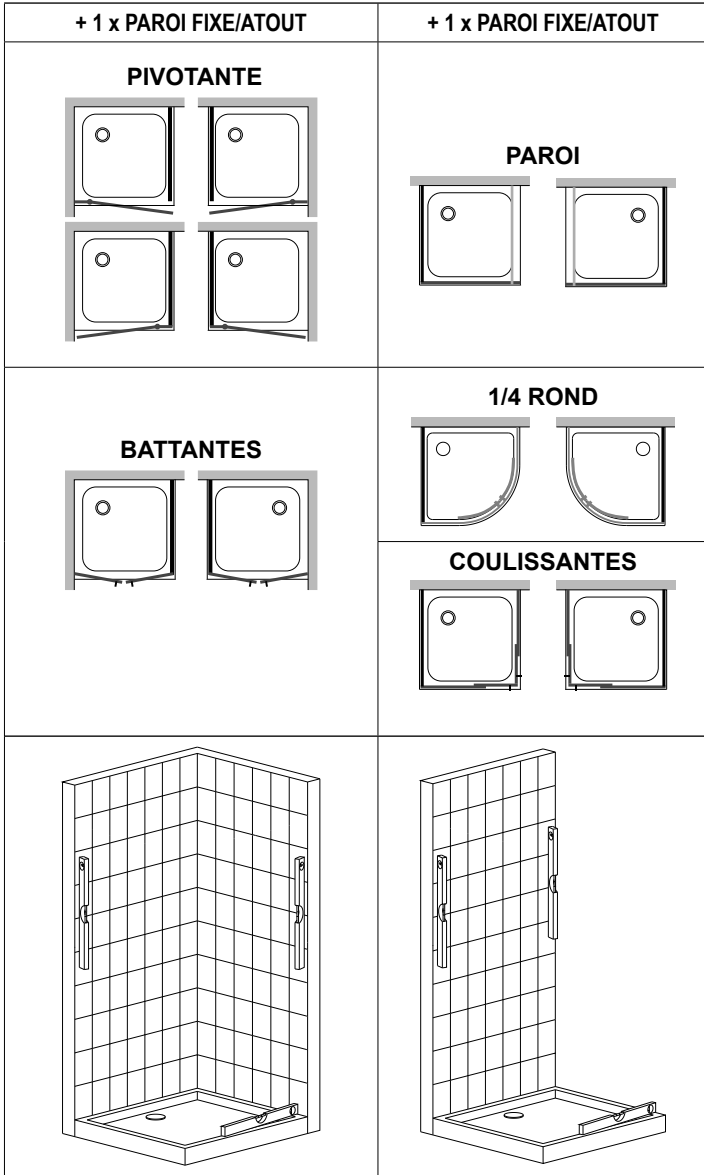 + 1 x PAROI FIXE/ATOUT
+ 1 x PAROI FIXE/ATOUT
PIVOTANTE
PAROI
BATTANTES
1/4 ROND
COULISSANTES